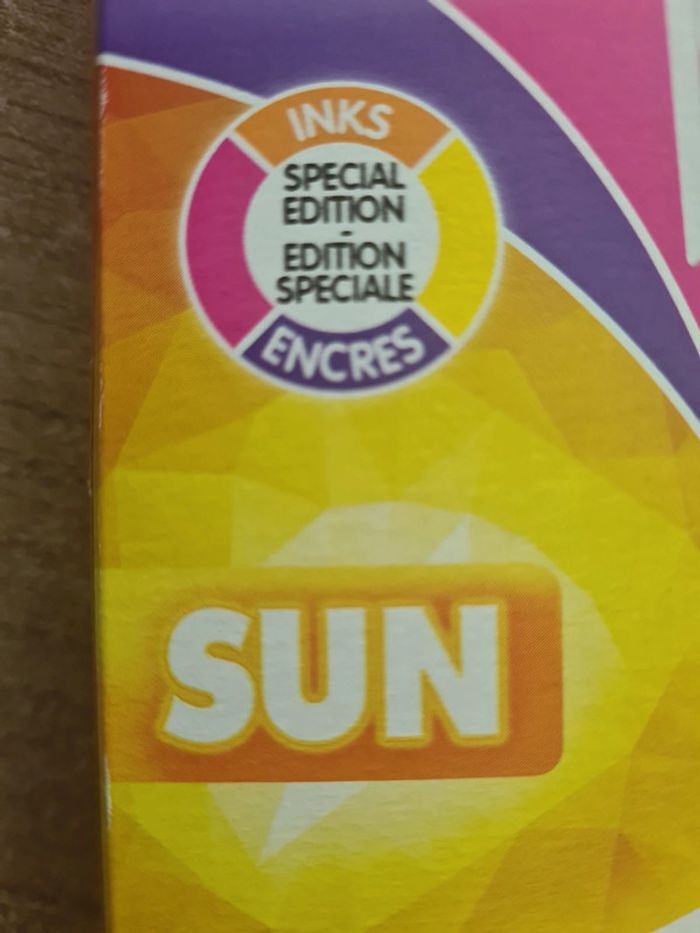 INKS
SPECIAL
EDITION
-
EDITION
SPECIALE
ENCRES
SUN